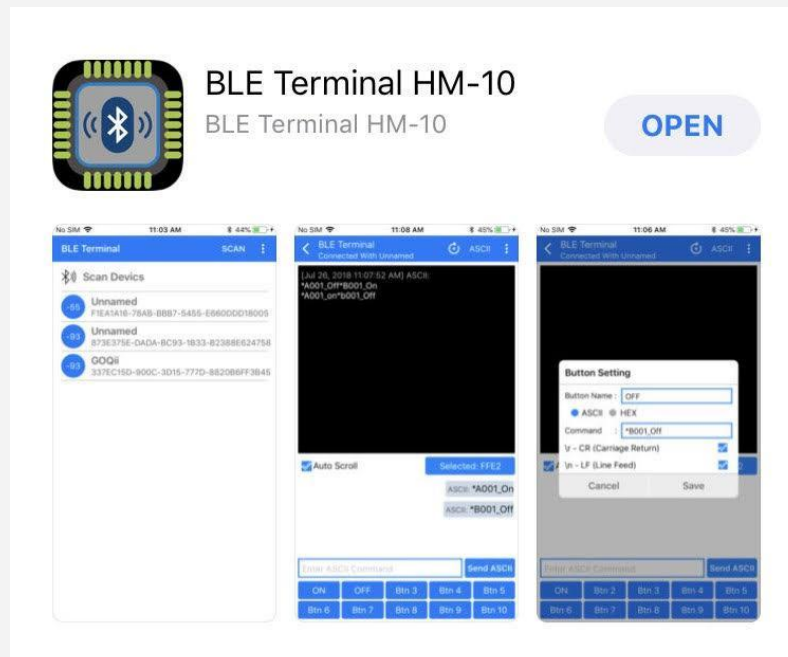 BLE Terminal HM-10
BLE Terminal HM-10
OPEN
No SIM 11:03 AM 44%
BLE Terminal SCAN
Scan Devics
-55 Unnamed
F1EA1A16-78AB-BBB7-5455-E660DDD18005
-93 Unnamed
873E375E-DADA-BC93-1833-82388E624758
-93 GOQii
337EC15D-900C-3D15-777D-8820B6FF3B45
No SIM 11:08 AM 45%
BLE Terminal
Connected With Unnamed
ASCII
[Jul 26, 2018 11:07:52 AM] ASCII:
*A001_Off*B001_On
*A001_on*b001_Off
Auto Scroll
Selected: FFE2
ASCII: *A001_On
ASCII: *B001_Off
Enter ASCII Command
Send ASCII
ON OFF Btn 3 Btn 4 Btn 5
Btn 6 Btn 7 Btn 8 Btn 9 Btn 10
No SIM 11:06 AM 45%
BLE Terminal
Connected With Unnamed
ASCII
Button Setting
Button Name : OFF
ASCII HEX
Command : *B001_Off
\r - CR (Carriage Return)
\n - LF (Line Feed)
Cancel Save
Enter ASCII Command
Send ASCII
ON Btn 2 Btn 3 Btn 4 Btn 5
Btn 6 Btn 7 Btn 8 Btn 9 Btn 10